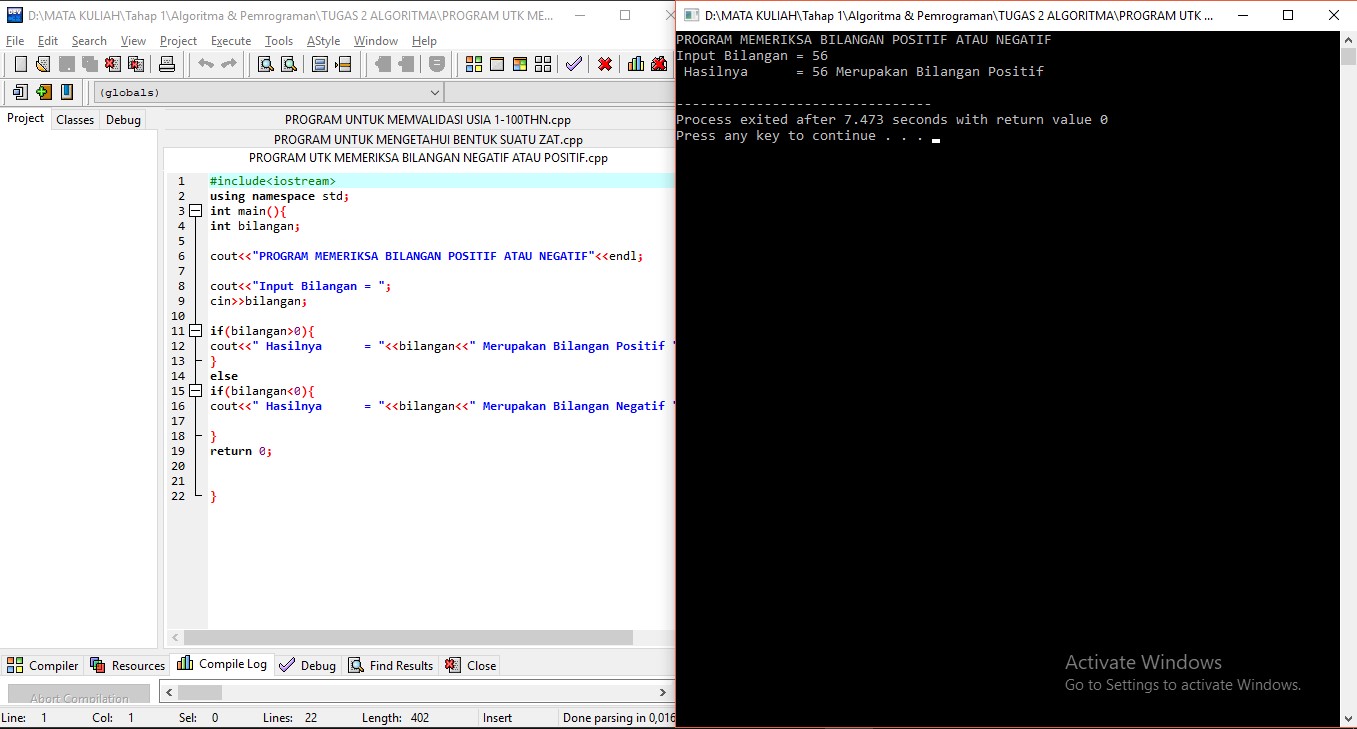 D:\MATA KULIAH\Tahap 1\Algoritma & Pemrograman\TUGAS 2 ALGORITMA\PROGRAM UTK ME...
File Edit Search View Project Execute Tools AStyle Window Help
(globals)
Project Classes Debug
PROGRAM UNTUK MEMVALIDASI USIA 1-100THN.cpp
PROGRAM UNTUK MENGETAHUI BENTUK SUATU ZAT.cpp
PROGRAM UTK MEMERIKSA BILANGAN NEGATIF ATAU POSITIF.cpp
1 #include<iostream>
2 using namespace std;
3 int main(){
4 int bilangan;
5
6 cout<<"PROGRAM MEMERIKSA BILANGAN POSITIF ATAU NEGATIF"<<endl;
7
8 cout<<"Input Bilangan = ";
9 cin>>bilangan;
10
11 if(bilangan>0){
12 cout<<" Hasilnya      = "<<bilangan<<" Merupakan Bilangan Positif "
13 }
14 else
15 if(bilangan<0){
16 cout<<" Hasilnya      = "<<bilangan<<" Merupakan Bilangan Negatif "
17
18 }
19 return 0;
20
21
22 }
Compiler Resources Compile Log Debug Find Results Close
Abort Compilation
Line: 1 Col: 1 Sel: 0 Lines: 22 Length: 402 Insert Done parsing in 0,016
D:\MATA KULIAH\Tahap 1\Algoritma & Pemrograman\TUGAS 2 ALGORITMA\PROGRAM UTK ...
PROGRAM MEMERIKSA BILANGAN POSITIF ATAU NEGATIF
Input Bilangan = 56
 Hasilnya      = 56 Merupakan Bilangan Positif
--------------------------------
Process exited after 7.473 seconds with return value 0
Press any key to continue . . .
Activate Windows
Go to Settings to activate Windows.